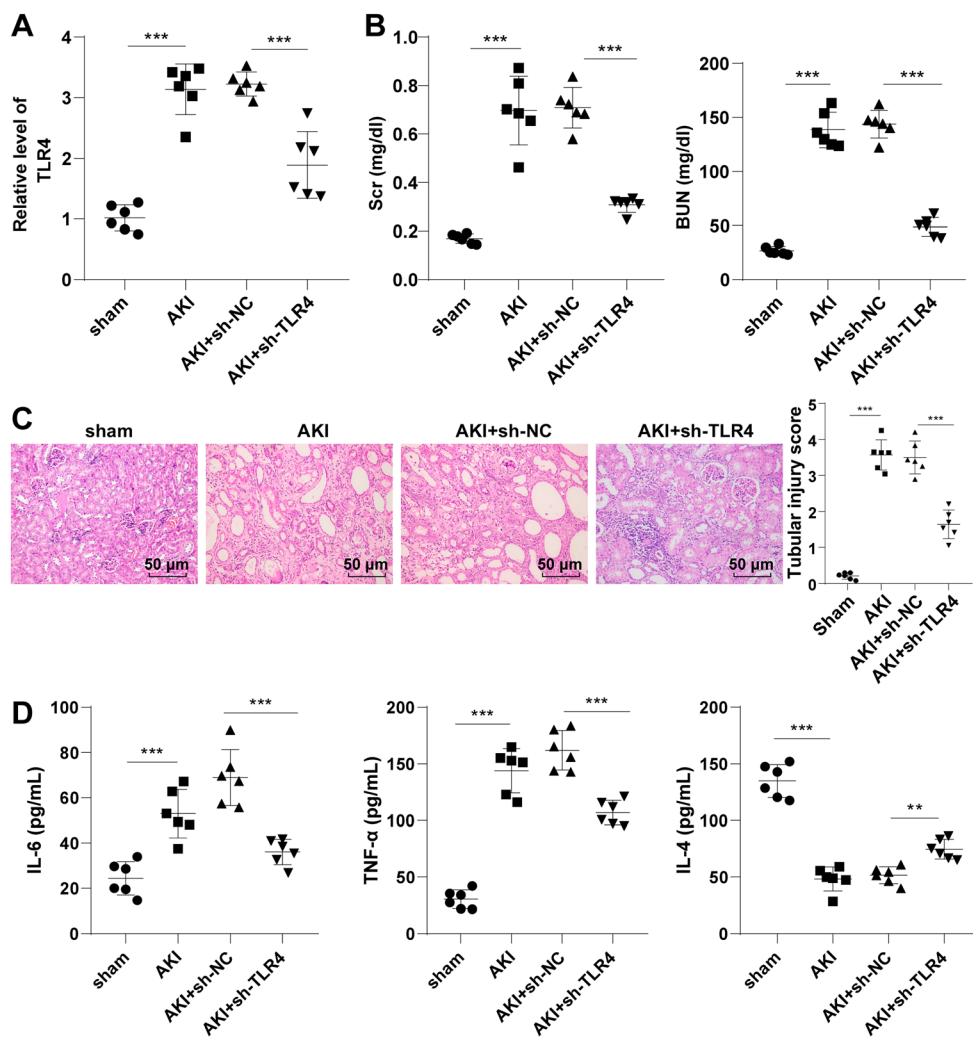 A
Relative level of
TLR4
4
3
2
1
0
***
***
sham
AKI
AKI+sh-NC
AKI+sh-TLR4
B
Scr (mg/dl)
1.0
0.8
0.6
0.4
0.2
0.0
***
***
sham
AKI
AKI+sh-NC
AKI+sh-TLR4
BUN (mg/dl)
200
150
100
50
0
***
***
sham
AKI
AKI+sh-NC
AKI+sh-TLR4
C
sham
50 μm
AKI
50 μm
AKI+sh-NC
50 μm
AKI+sh-TLR4
50 μm
Tubular injury score
5
4
3
2
1
0
***
***
Sham
AKI
AKI+sh-NC
AKI+sh-TLR4
D
IL-6 (pg/mL)
100
80
60
40
20
0
***
***
sham
AKI
AKI+sh-NC
AKI+sh-TLR4
TNF-α (pg/mL)
200
150
100
50
0
***
***
sham
AKI
AKI+sh-NC
AKI+sh-TLR4
IL-4 (pg/mL)
200
150
100
50
0
***
**
sham
AKI
AKI+sh-NC
AKI+sh-TLR4